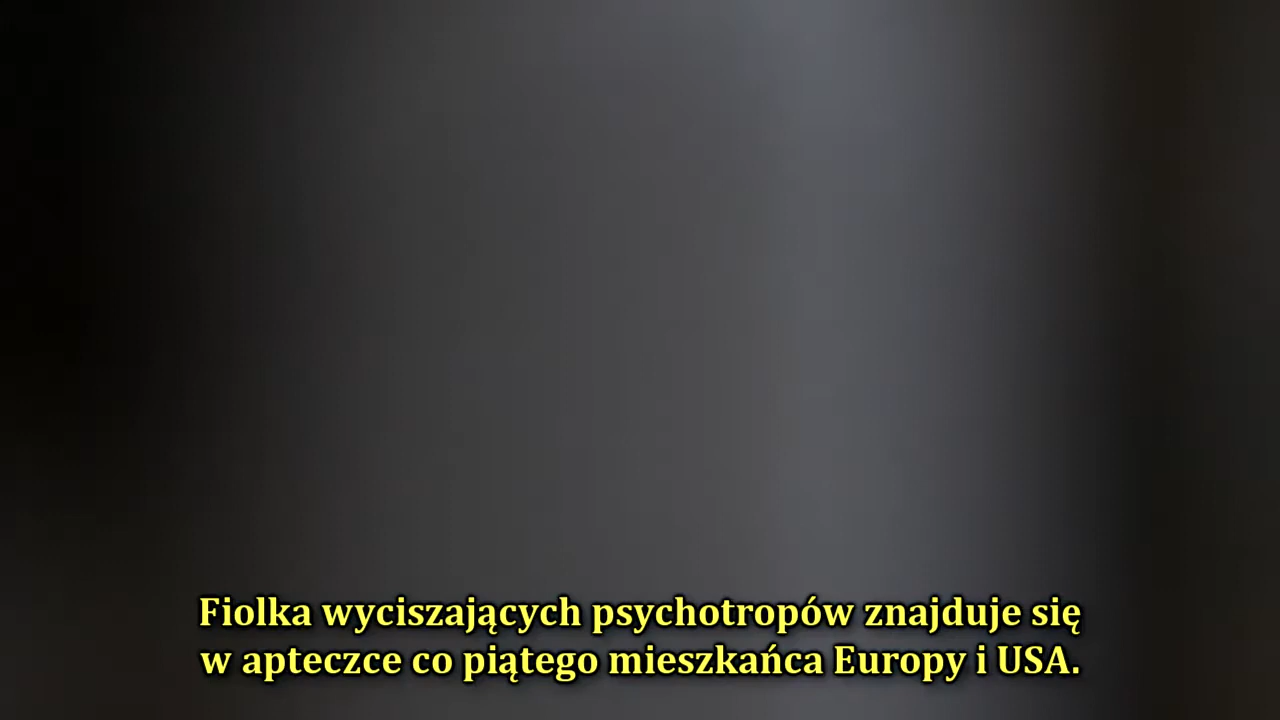 Fiolka wyciszających psychotropów znajduje się
w apteczce co piątego mieszkańca Europy i USA.